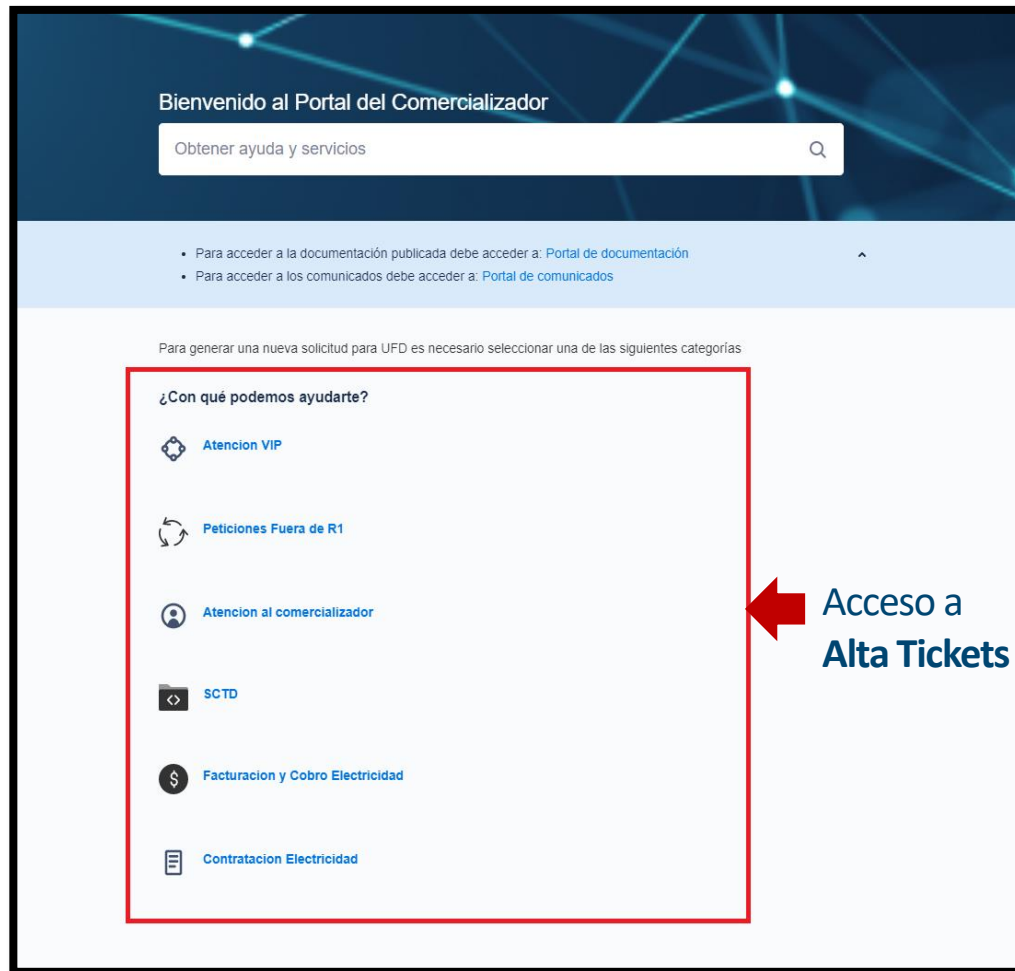 Bienvenido al Portal del Comercializador
Obtener ayuda y servicios
• Para acceder a la documentación publicada debe acceder a: Portal de documentación
• Para acceder a los comunicados debe acceder a: Portal de comunicados
Para generar una nueva solicitud para UFD es necesario seleccionar una de las siguientes categorías
¿Con qué podemos ayudarte?
Atencion VIP
Peticiones Fuera de R1
Atencion al comercializador
SCTD
Facturacion y Cobro Electricidad
Contratacion Electricidad
Acceso a
Alta Tickets